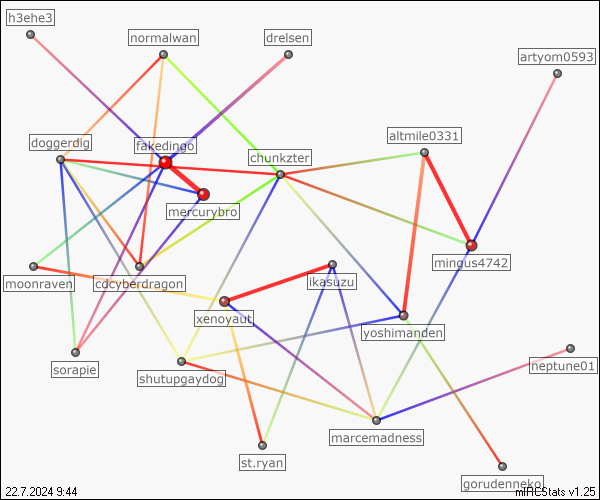 h3ehe3
normalwan
drelsen
artyom0593
altmile0331
doggerdig
fakedingo
chunkzter
mercurybro
mingus4742
moonraven
cdcyberdragon
ikasuzu
xenoyaut
yoshimanden
sorapie
shutupgaydog
neptune01
marcemadness
st.ryan
gorudenneko
22.7.2024 9:44
mIRCStats v1.25